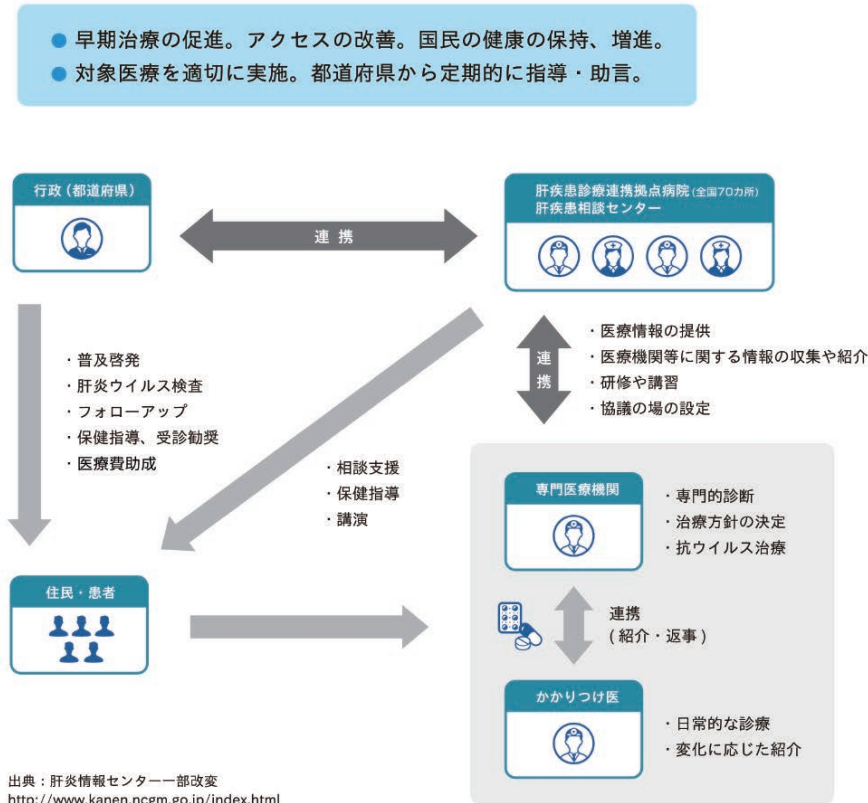 ● 早期治療の促進。アクセスの改善。国民の健康の保持、増進。
● 対象医療を適切に実施。都道府県から定期的に指導・助言。
行政(都道府県)
連携
肝疾患診療連携拠点病院(全国70カ所)
肝疾患相談センター
・普及啓発
・肝炎ウイルス検査
・フォローアップ
・保健指導、受診勧奨
・医療費助成
・相談支援
・保健指導
・講演
連
携
・医療情報の提供
・医療機関等に関する情報の収集や紹介
・研修や講習
・協議の場の設定
専門医療機関
・専門的診断
・治療方針の決定
・抗ウイルス治療
住民・患者
連携
(紹介・返事)
かかりつけ医
・日常的な診療
・変化に応じた紹介
出典:肝炎情報センター一部改変
http://www.kanen.ncgm.go.jp/index.html